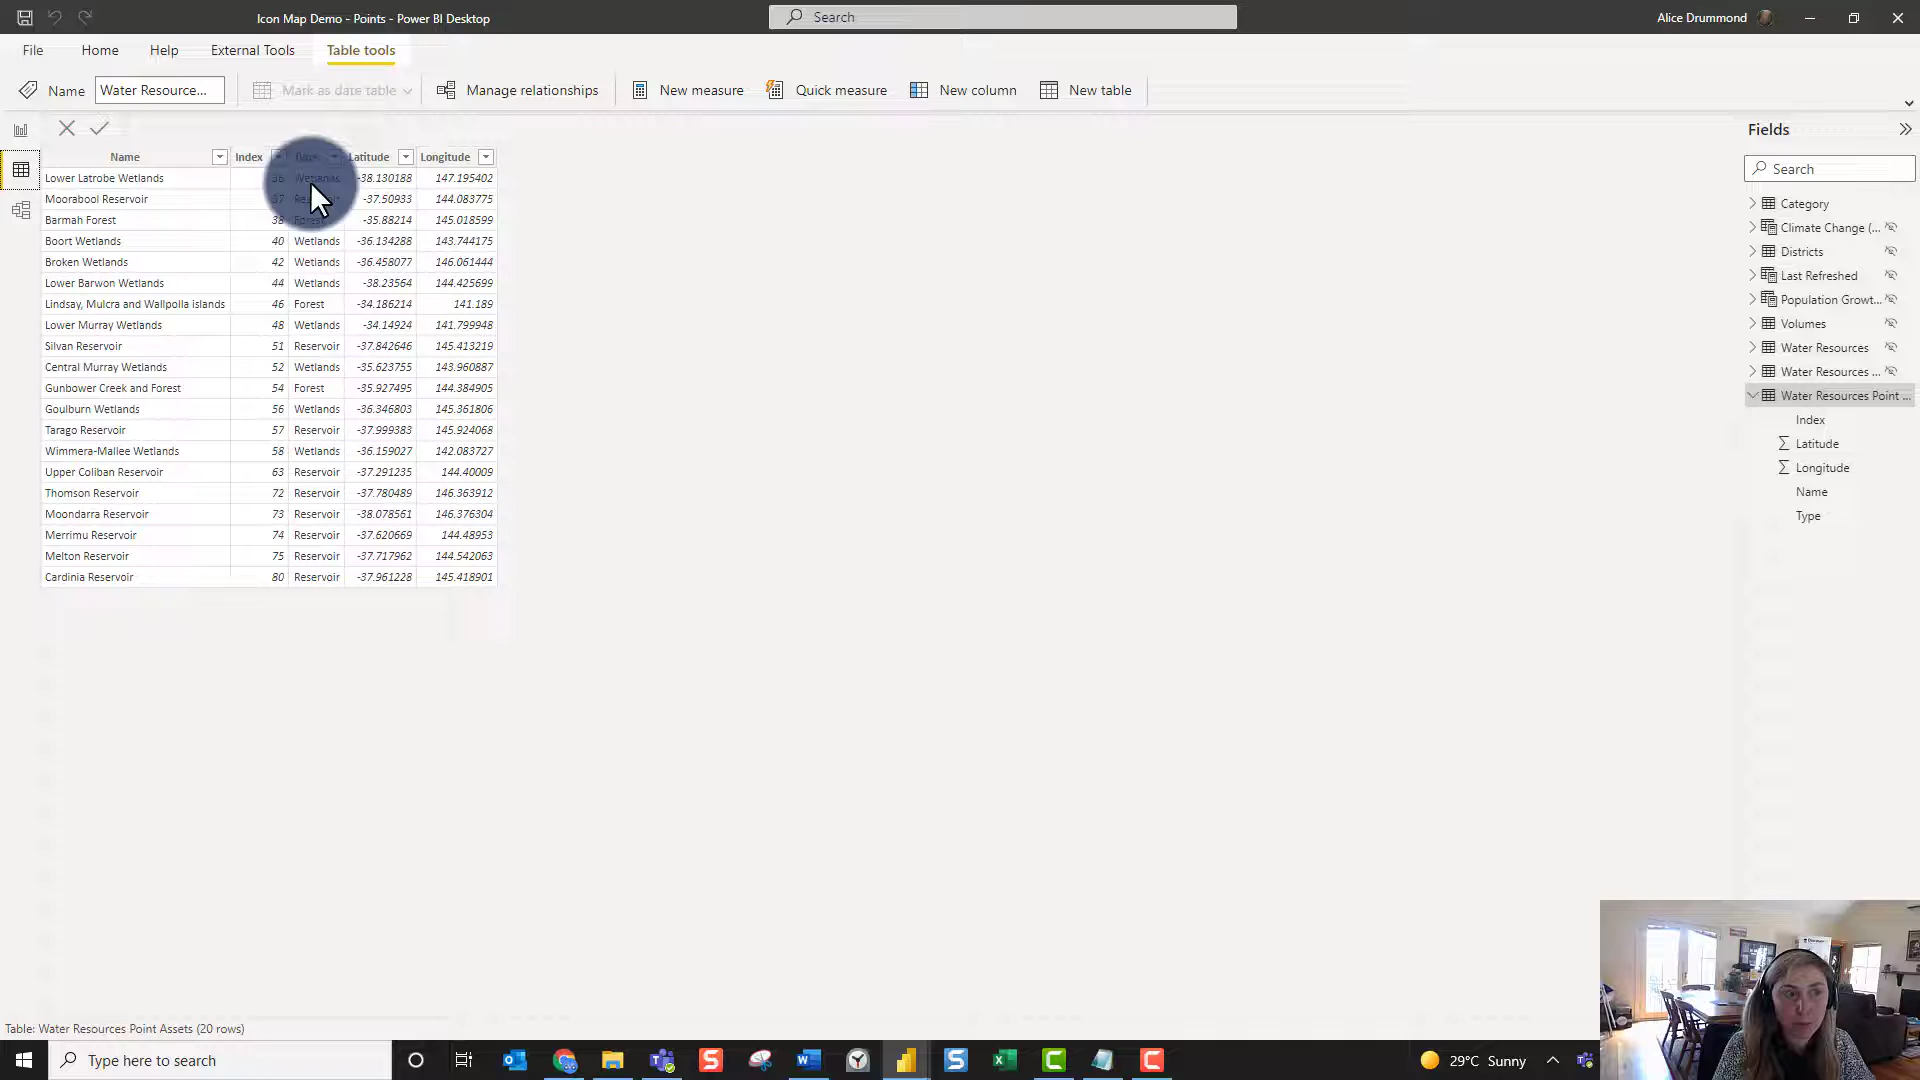 Icon Map Demo - Points - Power BI Desktop
Search
Alice Drummond
File Home Help External Tools Table tools
Name Water Resource... Mark as date table Manage relationships New measure Quick measure New column New table
Fields
Search
Name Index Latitude Longitude
Lower Latrobe Wetlands 36 Wetlands -38.130188 147.195402
Moorabool Reservoir 37 -37.50933 144.083775
Barmah Forest 38 Forest -35.88214 145.018599
Boort Wetlands 40 Wetlands -36.134288 143.744175
Broken Wetlands 42 Wetlands -36.458077 146.061444
Lower Barwon Wetlands 44 Wetlands -38.23564 144.425699
Lindsay, Mulcra and Wallpolla islands 46 Forest -34.186214 141.189
Lower Murray Wetlands 48 Wetlands -34.14924 141.799948
Silvan Reservoir 51 Reservoir -37.842646 145.413219
Central Murray Wetlands 52 Wetlands -35.623755 143.960887
Gunbower Creek and Forest 54 Forest -35.927495 144.384905
Goulburn Wetlands 56 Wetlands -36.346803 145.361806
Tarago Reservoir 57 Reservoir -37.999383 145.924068
Wimmera-Mallee Wetlands 58 Wetlands -36.159027 142.083727
Upper Coliban Reservoir 63 Reservoir -37.291235 144.40009
Thomson Reservoir 72 Reservoir -37.780489 146.363912
Moondarra Reservoir 73 Reservoir -38.078561 146.376304
Merrimu Reservoir 74 Reservoir -37.620669 144.48953
Melton Reservoir 75 Reservoir -37.717962 144.542063
Cardinia Reservoir 80 Reservoir -37.961228 145.418901
Category
Climate Change (...
Districts
Last Refreshed
Population Growt...
Volumes
Water Resources
Water Resources ...
Water Resources Point ...
Index
Latitude
Longitude
Name
Type
Table: Water Resources Point Assets (20 rows)
Type here to search
29°C Sunny